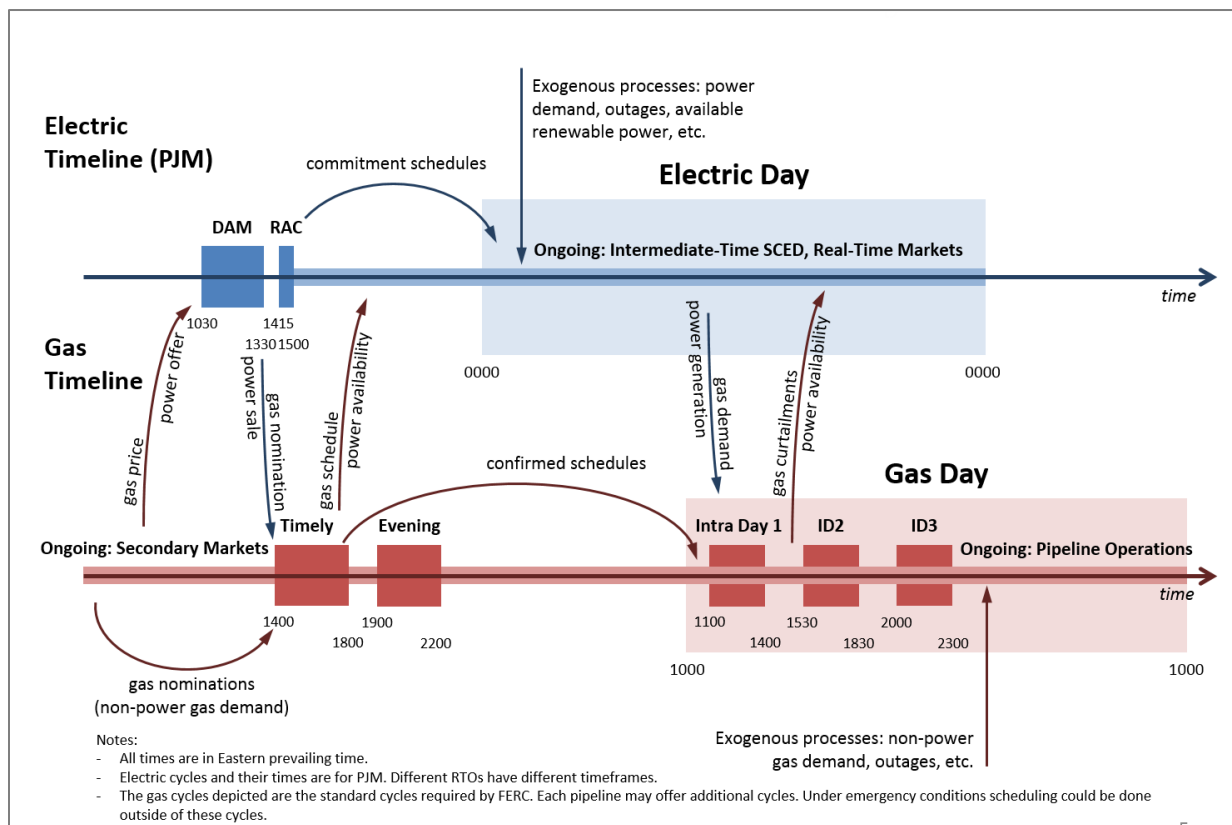 Exogenous processes: power
demand, outages, available
renewable power, etc.
Electric
Timeline (PJM)
commitment schedules
Electric Day
DAM
RAC
Ongoing: Intermediate-Time SCED, Real-Time Markets
time
1030
1415
1330
1500
0000
0000
Gas
Timeline
gas price
power offer
power sale
gas nomination
gas schedule
power availability
power generation
gas demand
gas curtailments
power availability
confirmed schedules
Gas Day
Timely
Evening
Intra Day 1
ID2
ID3
Ongoing: Secondary Markets
Ongoing: Pipeline Operations
time
1400
1800
1900
2200
1100
1400
1530
1830
2000
2300
1000
1000
gas nominations
(non-power gas demand)
Exogenous processes: non-power
gas demand, outages, etc.
Notes:
- All times are in Eastern prevailing time.
- Electric cycles and their times are for PJM. Different RTOs have different timeframes.
- The gas cycles depicted are the standard cycles required by FERC. Each pipeline may offer additional cycles. Under emergency conditions scheduling could be done
outside of these cycles.